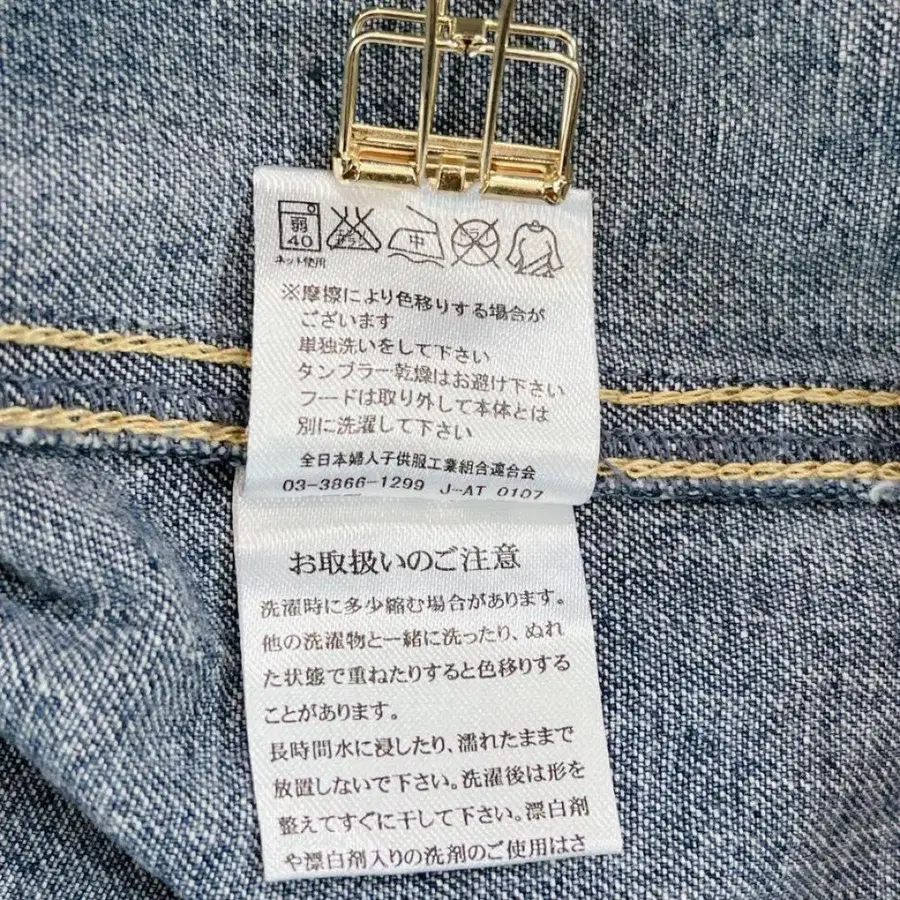 弱
40
ネット使用
中
※摩擦により色移りする場合が
ございます
単独洗いをして下さい
タンブラー乾燥はお避け下さい
フードは取り外して本体とは
別に洗濯して下さい
全日本婦人子供服工業組合連合会
03-3866-1299 J-AT 0107
お取扱いのご注意
洗濯時に多少縮む場合があります。
他の洗濯物と一緒に洗ったり、ぬれ
た状態で重ねたりすると色移りする
ことがあります。
長時間水に浸したり、濡れたままで
放置しないで下さい。洗濯後は形を
整えてすぐに干して下さい。漂白剤
や漂白剤入りの洗剤のご使用はさ